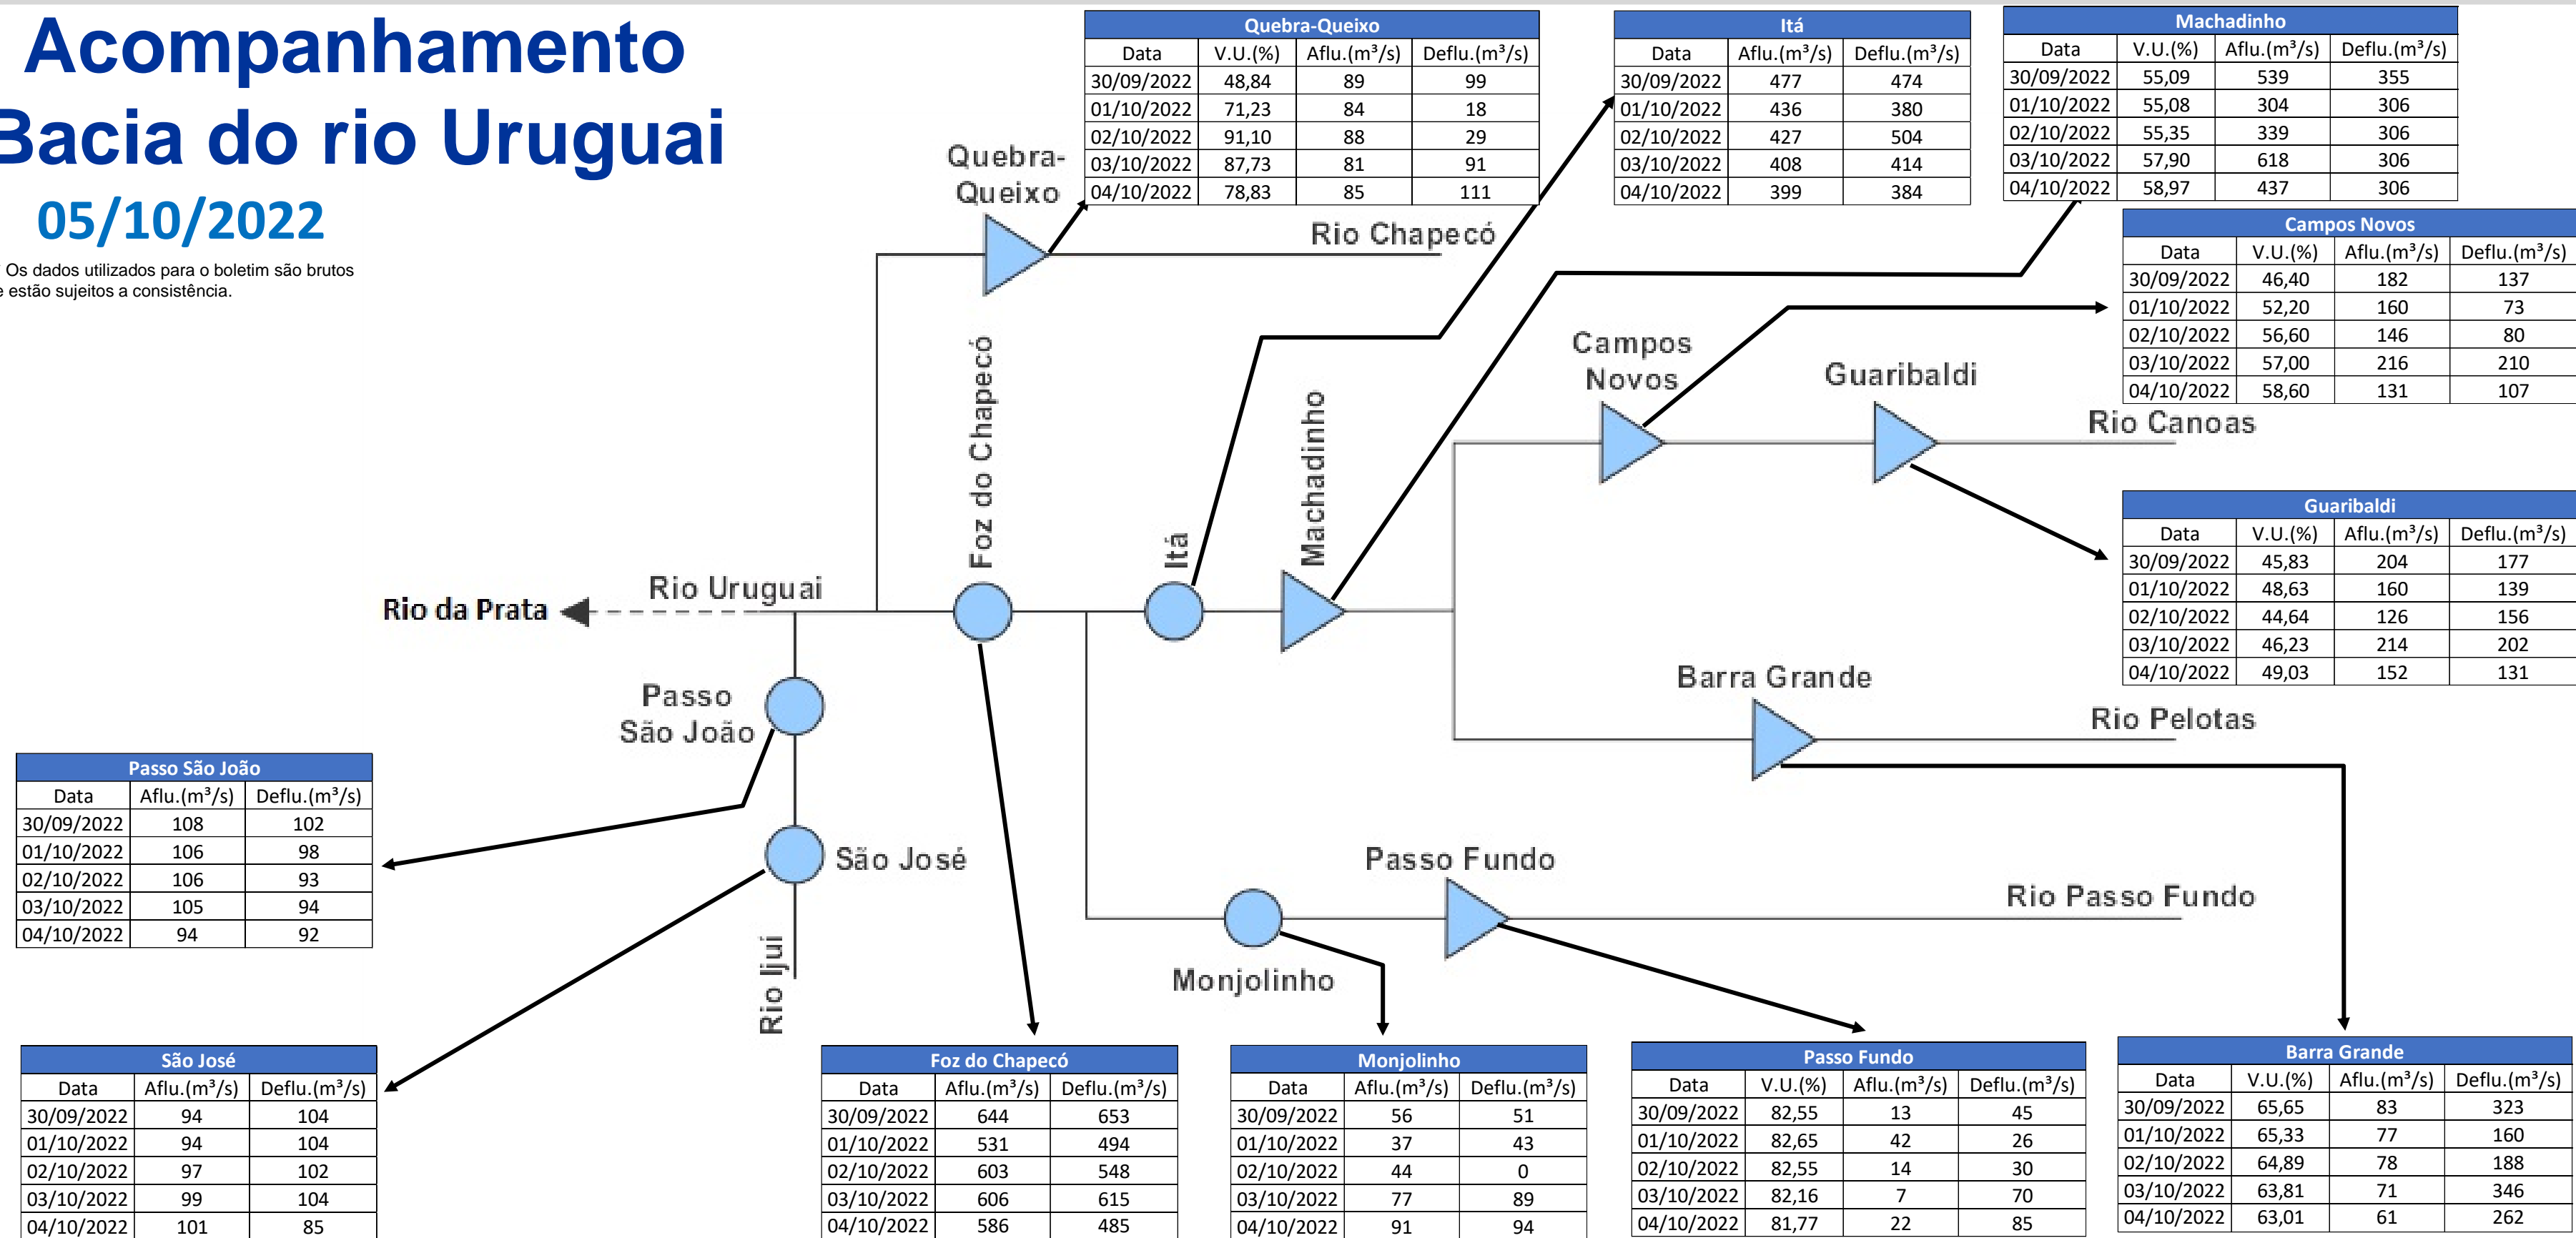 Acompanhamento
Bacia do rio Uruguai
05/10/2022
* Os dados utilizados para o boletim são brutos
e estão sujeitos a consistência.
Quebra-Queixo
Data V.U.(%) Aflu.(m³/s) Deflu.(m³/s)
30/09/2022 48,84 89 99
01/10/2022 71,23 84 18
02/10/2022 91,10 88 29
03/10/2022 87,73 81 91
04/10/2022 78,83 85 111
Itá
Data Aflu.(m³/s) Deflu.(m³/s)
30/09/2022 477 474
01/10/2022 436 380
02/10/2022 427 504
03/10/2022 408 414
04/10/2022 399 384
Machadinho
Data V.U.(%) Aflu.(m³/s) Deflu.(m³/s)
30/09/2022 55,09 539 355
01/10/2022 55,08 304 306
02/10/2022 55,35 339 306
03/10/2022 57,90 618 306
04/10/2022 58,97 437 306
Campos Novos
Data V.U.(%) Aflu.(m³/s) Deflu.(m³/s)
30/09/2022 46,40 182 137
01/10/2022 52,20 160 73
02/10/2022 56,60 146 80
03/10/2022 57,00 216 210
04/10/2022 58,60 131 107
Quebra-
Queixo
Rio Chapecó
Foz do Chapecó
Itá
Machadinho
Campos
Novos
Guaribaldi
Rio Canoas
Guaribaldi
Data V.U.(%) Aflu.(m³/s) Deflu.(m³/s)
30/09/2022 45,83 204 177
01/10/2022 48,63 160 139
02/10/2022 44,64 126 156
03/10/2022 46,23 214 202
04/10/2022 49,03 152 131
Rio da Prata
Rio Uruguai
Passo
São João
Barra Grande
Rio Pelotas
São José
Rio Ijuí
Passo Fundo
Rio Passo Fundo
Monjolinho
Passo São João
Data Aflu.(m³/s) Deflu.(m³/s)
30/09/2022 108 102
01/10/2022 106 98
02/10/2022 106 93
03/10/2022 105 94
04/10/2022 94 92
São José
Data Aflu.(m³/s) Deflu.(m³/s)
30/09/2022 94 104
01/10/2022 94 104
02/10/2022 97 102
03/10/2022 99 104
04/10/2022 101 85
Foz do Chapecó
Data Aflu.(m³/s) Deflu.(m³/s)
30/09/2022 644 653
01/10/2022 531 494
02/10/2022 603 548
03/10/2022 606 615
04/10/2022 586 485
Monjolinho
Data Aflu.(m³/s) Deflu.(m³/s)
30/09/2022 56 51
01/10/2022 37 43
02/10/2022 44 0
03/10/2022 77 89
04/10/2022 91 94
Passo Fundo
Data V.U.(%) Aflu.(m³/s) Deflu.(m³/s)
30/09/2022 82,55 13 45
01/10/2022 82,65 42 26
02/10/2022 82,55 14 30
03/10/2022 82,16 7 70
04/10/2022 81,77 22 85
Barra Grande
Data V.U.(%) Aflu.(m³/s) Deflu.(m³/s)
30/09/2022 65,65 83 323
01/10/2022 65,33 77 160
02/10/2022 64,89 78 188
03/10/2022 63,81 71 346
04/10/2022 63,01 61 262